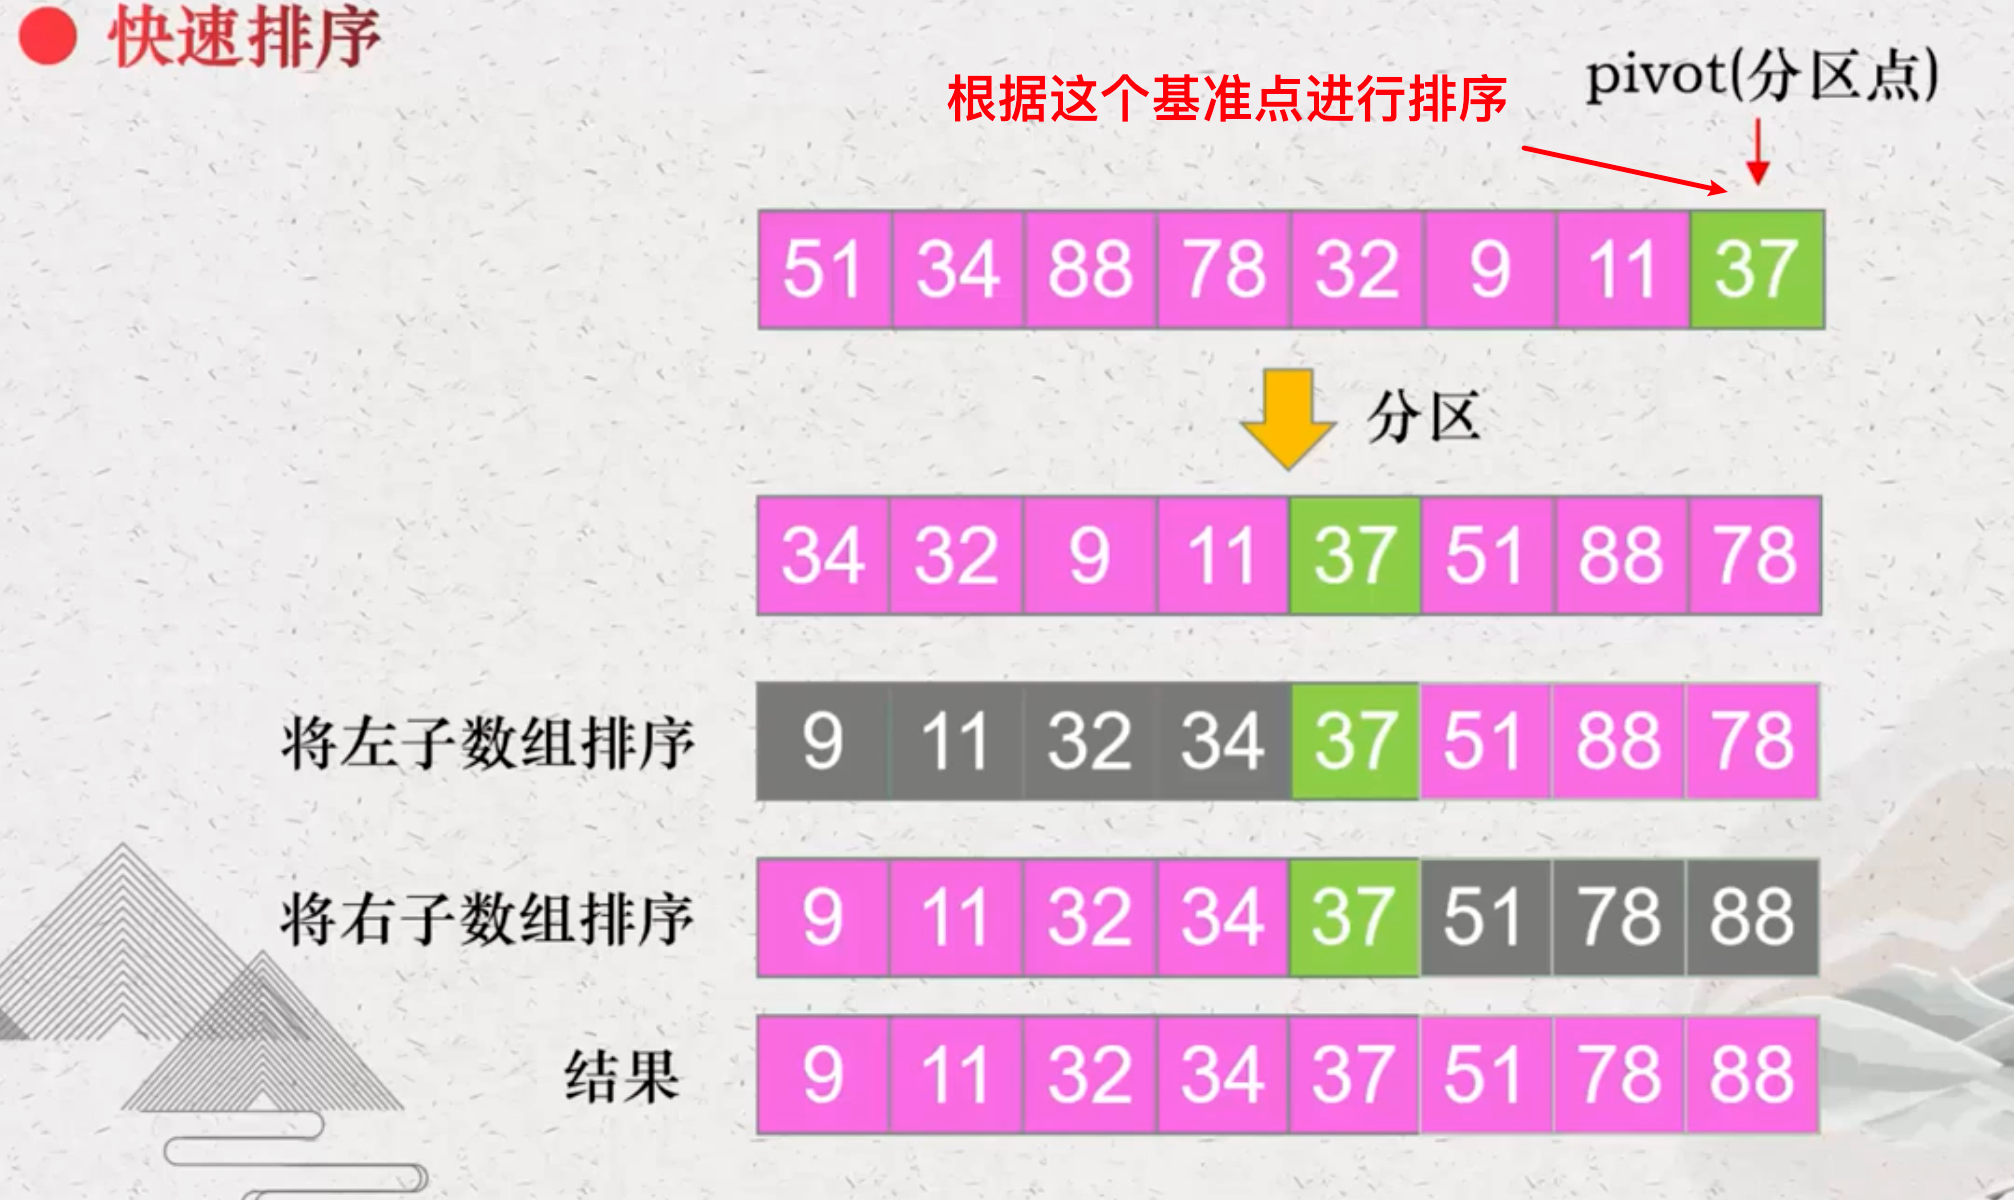 快速排序
pivot(分区点)
根据这个基准点进行排序
51 34 88 78 32 9 11 37
分区
34 32 9 11 37 51 88 78
将左子数组排序 9 11 32 34 37 51 88 78
将右子数组排序 9 11 32 34 37 51 78 88
结果 9 11 32 34 37 51 78 88